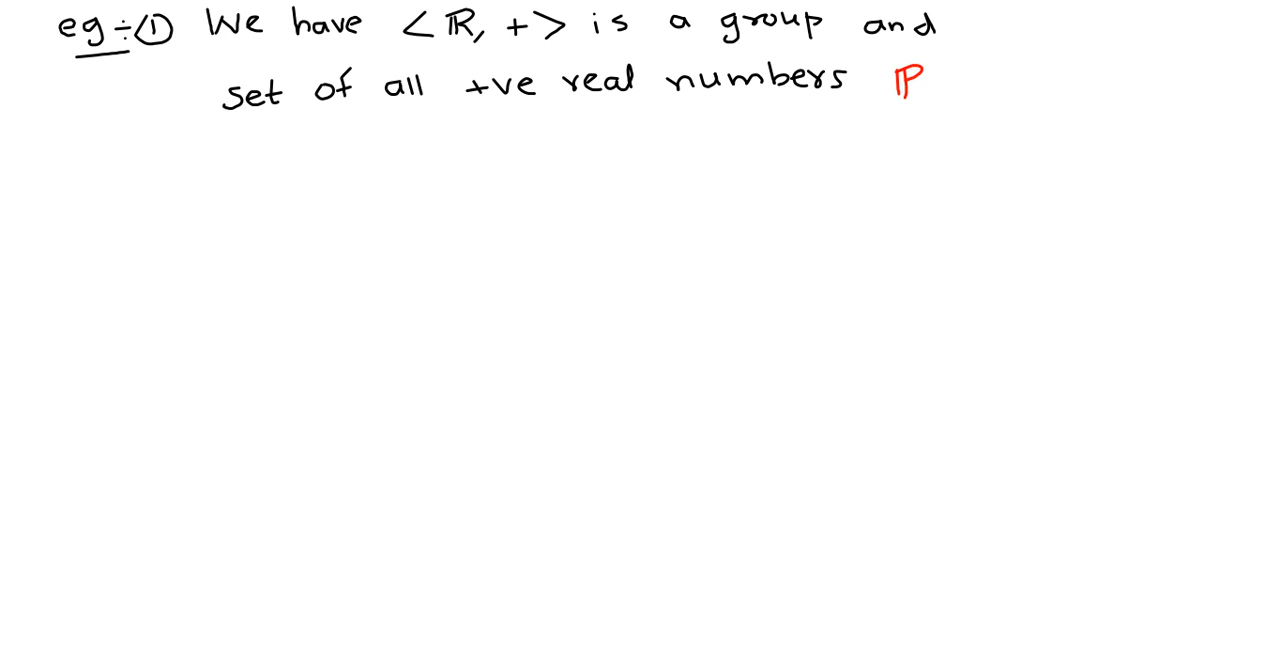 eg ÷ ① We have < ℝ, + > is a group and
set of all +ve real numbers ℙ